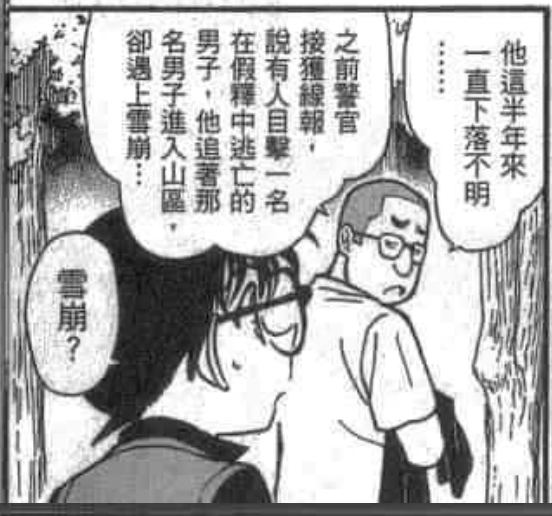 他這半年來
一直下落不明
……
之前警官
接獲線報，
說有人目擊一名
在假釋中逃亡的
男子，他追著那
名男子進入山區，
卻遇上雪崩…
雪崩？